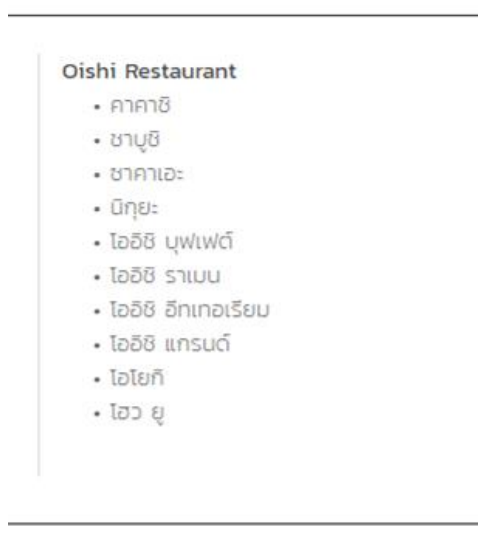 Oishi Restaurant
• คาคาชิ
• ชาบูชิ
• ซาคาเอะ
• นิกุยะ
• โออิชิ บุฟเฟต์
• โออิชิ ราเมน
• โออิชิ อีทเทอเรียม
• โออิชิ แกรนด์
• โอโยกิ
• โฮว ยู